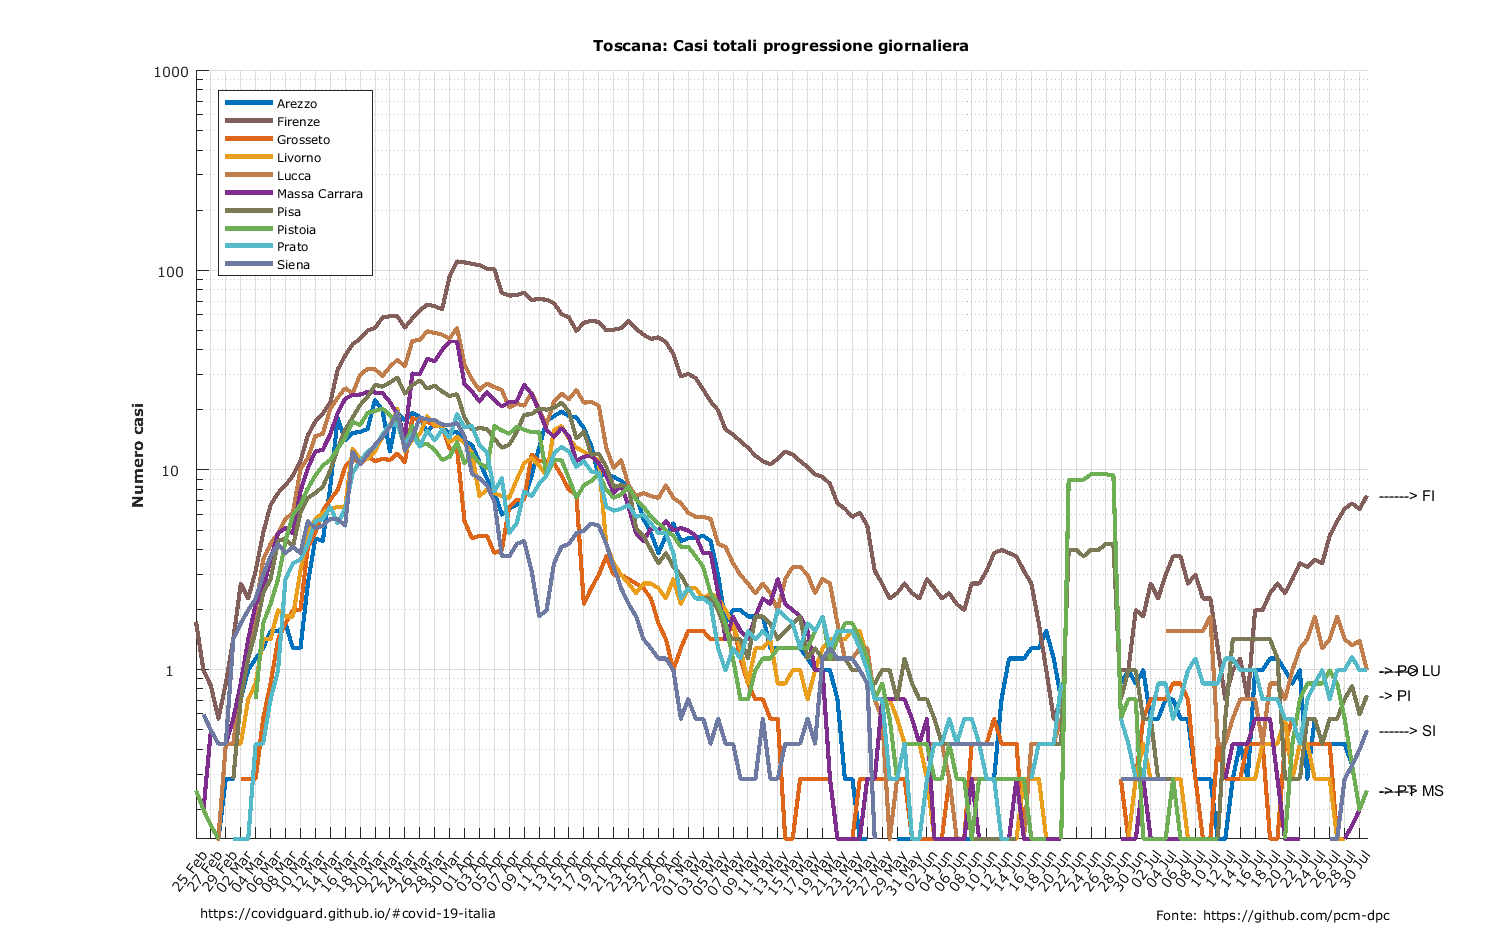 Toscana: Casi totali progressione giornaliera
Numero casi
1000
100
10
1
Arezzo
Firenze
Grosseto
Livorno
Lucca
Massa Carrara
Pisa
Pistoia
Prato
Siena
------> FI
-> PO
LU
-> PI
------> SI
-> PT
MS
25 Feb
27 Feb
29 Feb
02 Mar
04 Mar
06 Mar
08 Mar
10 Mar
12 Mar
14 Mar
16 Mar
18 Mar
20 Mar
22 Mar
24 Mar
26 Mar
28 Mar
30 Mar
01 Apr
03 Apr
05 Apr
07 Apr
09 Apr
11 Apr
13 Apr
15 Apr
17 Apr
19 Apr
21 Apr
23 Apr
25 Apr
27 Apr
29 Apr
01 May
03 May
05 May
07 May
09 May
11 May
13 May
15 May
17 May
19 May
21 May
23 May
25 May
27 May
29 May
31 May
02 Jun
04 Jun
06 Jun
08 Jun
10 Jun
12 Jun
14 Jun
16 Jun
18 Jun
20 Jun
22 Jun
24 Jun
26 Jun
28 Jun
30 Jun
02 Jul
04 Jul
06 Jul
08 Jul
10 Jul
12 Jul
14 Jul
16 Jul
18 Jul
20 Jul
22 Jul
24 Jul
26 Jul
28 Jul
30 Jul
https://covidguard.github.io/#covid-19-italia
Fonte: https://github.com/pcm-dpc